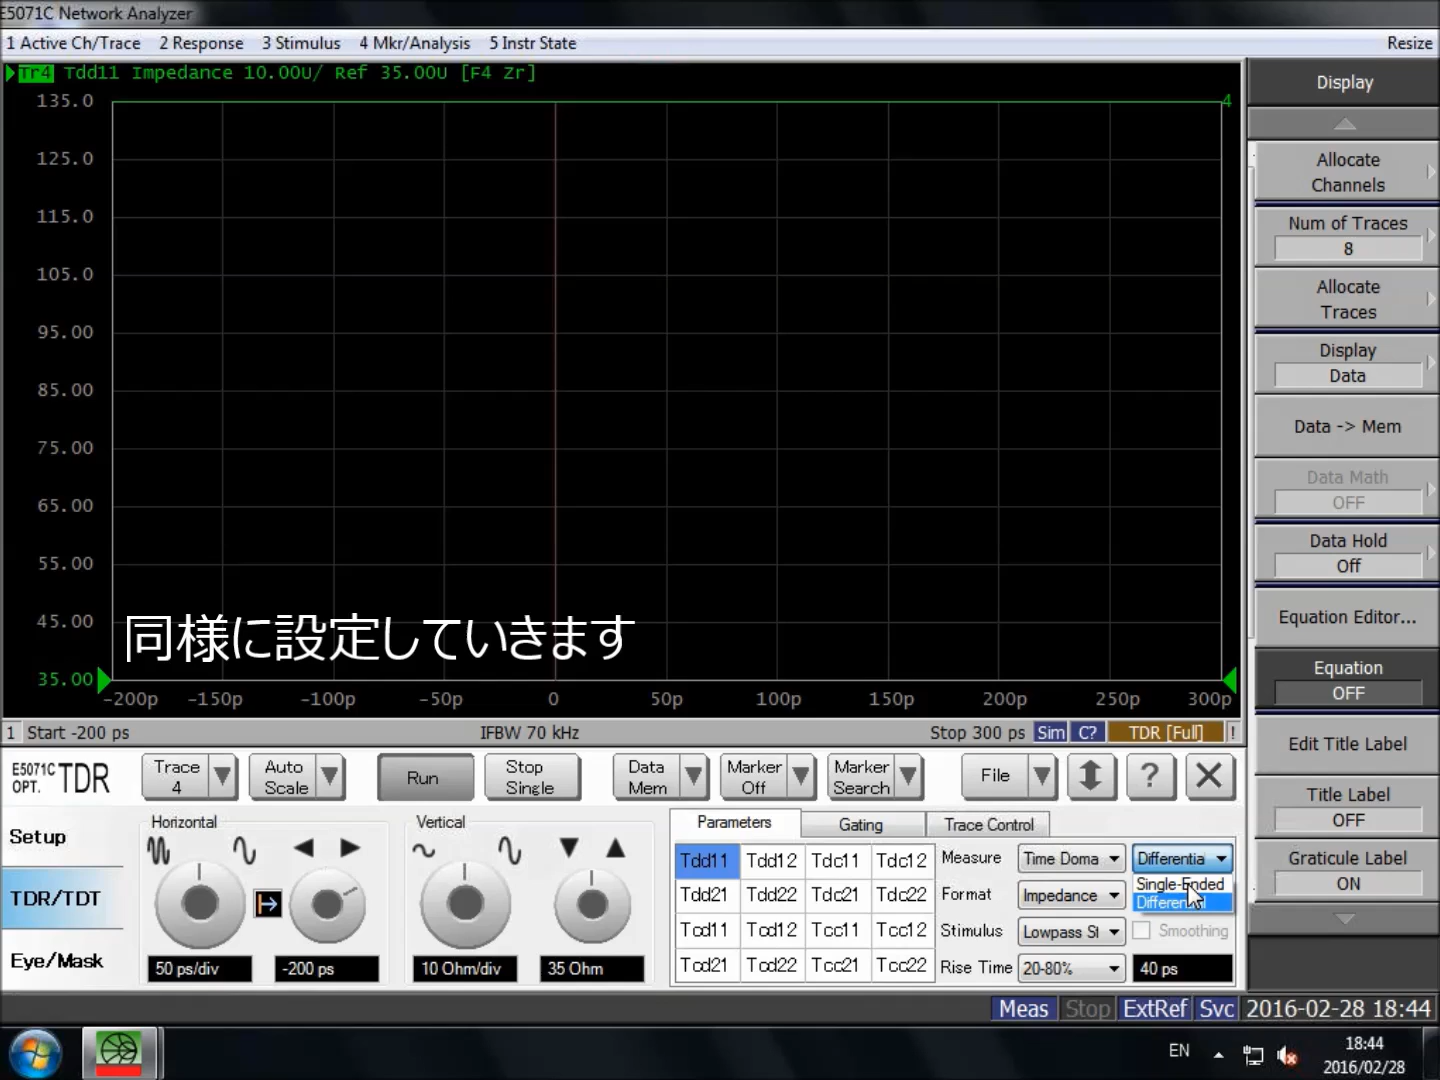 E5071C Network Analyzer
1 Active Ch/Trace 2 Response 3 Stimulus 4 Mkr/Analysis 5 Instr State Resize
Tr4 Tdd11 Impedance 10.00U/ Ref 35.00U [F4 Zr]
135.0
4
125.0
115.0
105.0
95.00
85.00
75.00
65.00
55.00
45.00
35.00
同様に設定していきます
-200p -150p -100p -50p 0 50p 100p 150p 200p 250p 300p
1 Start -200 ps IFBW 70 kHz Stop 300 ps Sim C? TDR [Full] !
Display
Allocate
Channels
Num of Traces
8
Allocate
Traces
Display
Data
Data -> Mem
Data Math
OFF
Data Hold
Off
Equation Editor...
Equation
OFF
Edit Title Label
Title Label
OFF
Graticule Label
ON
E5071C
OPT. TDR
Trace
4
Auto
Scale
Run
Stop
Single
Data
Mem
Marker
Off
Marker
Search
File
?
Setup
TDR/TDT
Eye/Mask
Horizontal
50 ps/div
-200 ps
Vertical
10 Ohm/div
35 Ohm
Parameters Gating Trace Control
Tdd11 Tdd12 Tdc11 Tdc12
Tdd21 Tdd22 Tdc21 Tdc22
Tcd11 Tcd12 Tcc11 Tcc12
Tcd21 Tcd22 Tcc21 Tcc22
Measure Time Doma Differentia
Single-Ended
Format Impedance
Stimulus Lowpass St Smoothing
Rise Time 20-80% 40 ps
Meas Stop ExtRef Svc 2016-02-28 18:44
EN
18:44
2016/02/28